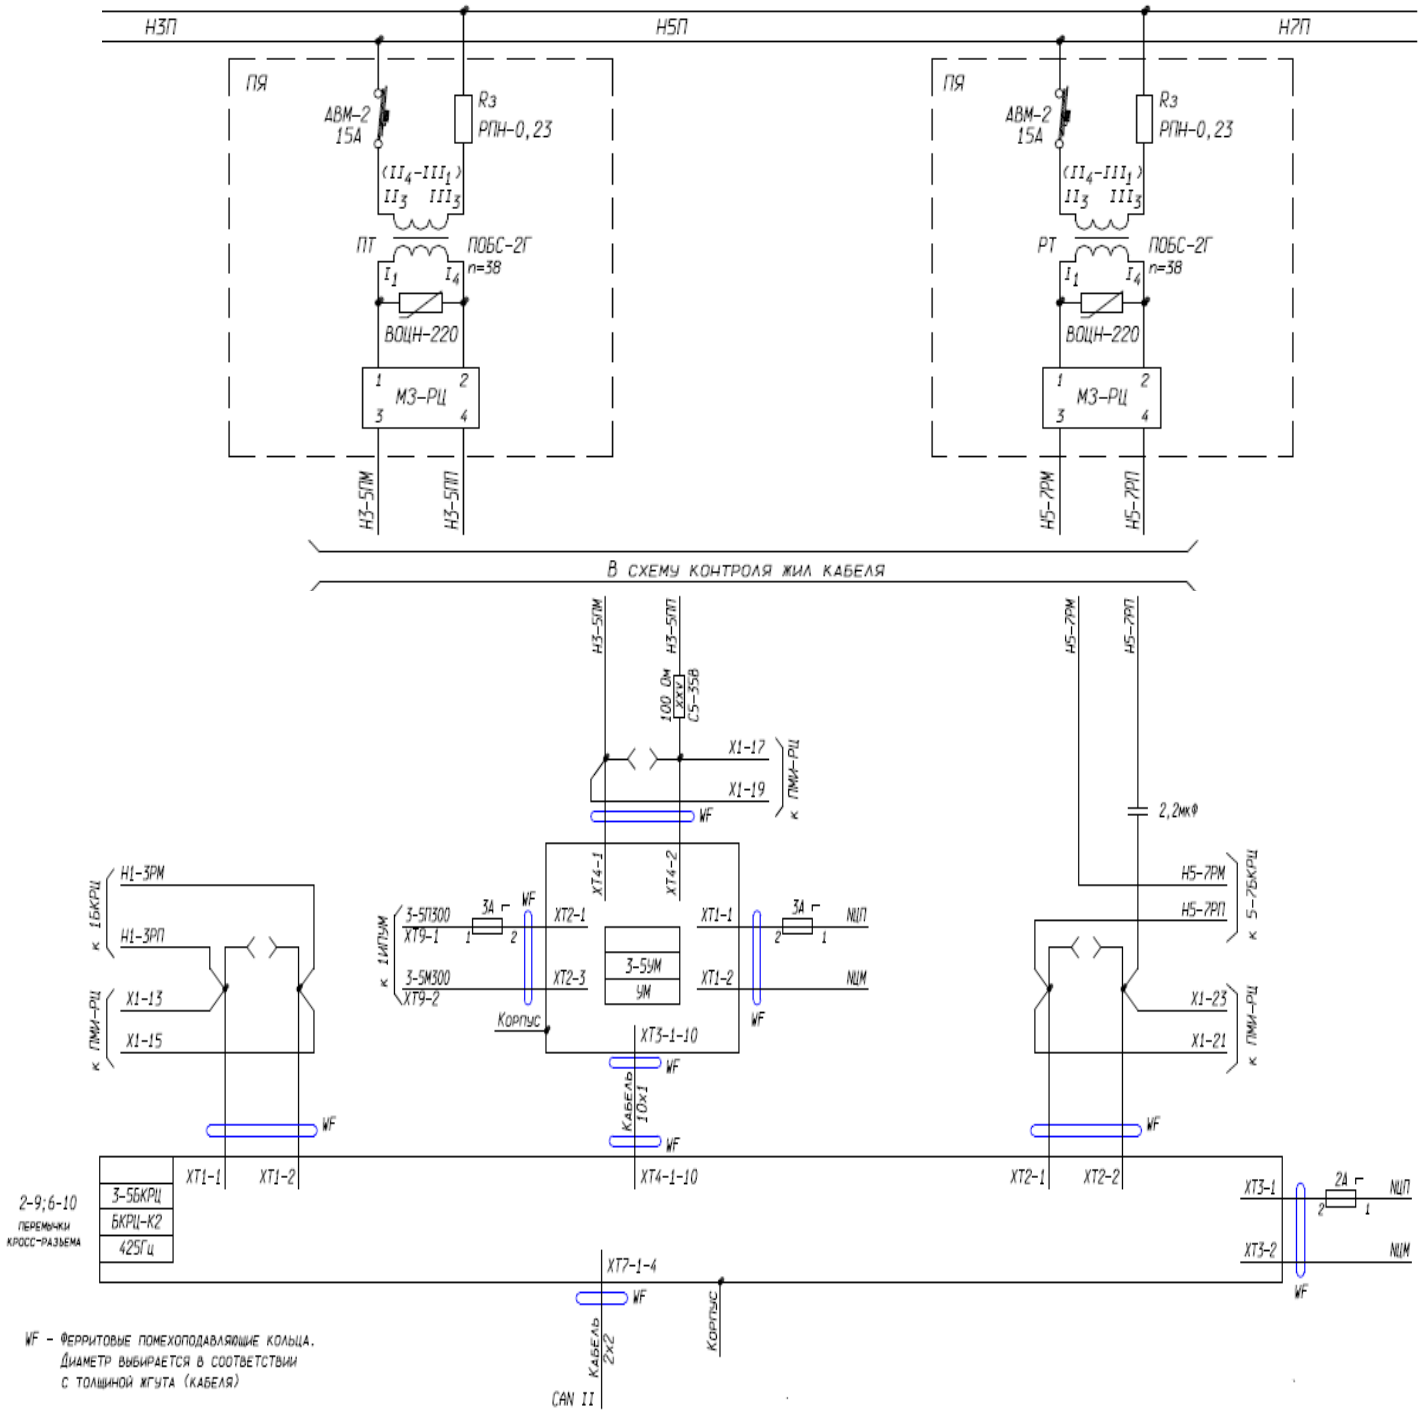 Н3П
Н5П
Н7П
ПЯ
АВМ-2
15А
Rз
РПН-0,23
(II4-III1)
II3 III3
ПТ
ПОБС-2Г
n=38
I1 I4
ВОЦН-220
1 2
МЗ-РЦ
3 4
Н3-5ПМ
Н3-5ПП
ПЯ
АВМ-2
15А
Rз
РПН-0,23
(II4-III1)
II3 III3
РТ
ПОБС-2Г
n=38
I1 I4
ВОЦН-220
1 2
МЗ-РЦ
3 4
Н5-7РМ
Н5-7РП
В СХЕМУ КОНТРОЛЯ ЖИЛ КАБЕЛЯ
Н3-5ПМ
Н3-5ПП
100 Ом
XXV
С5-35В
Х1-17
Х1-19
К ПМИ-РЦ
WF
Н5-7РМ
Н5-7РП
2,2мкФ
Н5-7РМ
Н5-7РП
К 5-7БКРЦ
Х1-23
Х1-21
К ПМИ-РЦ
WF
Н1-3РМ
Н1-3РП
К 1БКРЦ
Х1-13
Х1-15
К ПМИ-РЦ
WF
К 1ИПУМ
3-5П300
ХТ9-1
3А
1 2
WF
3-5М300
ХТ9-2
Корпус
ХТ4-1
ХТ4-2
ХТ2-1
ХТ2-3
ХТ1-1
ХТ1-2
3-5УМ
УМ
ХТ3-1-10
WF
3А
2 1
NЦП
NЦМ
WF
КАБЕЛЬ
10х1
WF
ХТ4-1-10
2-9;6-10
ПЕРЕМЫЧКИ
КРОСС-РАЗЪЕМА
3-5БКРЦ
БКРЦ-К2
425Гц
ХТ1-1
ХТ1-2
ХТ2-1
ХТ2-2
ХТ3-1
ХТ3-2
2А
2 1
NЦП
NЦМ
WF
ХТ7-1-4
WF
КАБЕЛЬ
2х2
CAN II
Корпус
WF - ФЕРРИТОВЫЕ ПОМЕХОПОДАВЛЯЮЩИЕ КОЛЬЦА.
ДИАМЕТР ВЫБИРАЕТСЯ В СООТВЕТСТВИИ
С ТОЛЩИНОЙ ЖГУТА (КАБЕЛЯ)